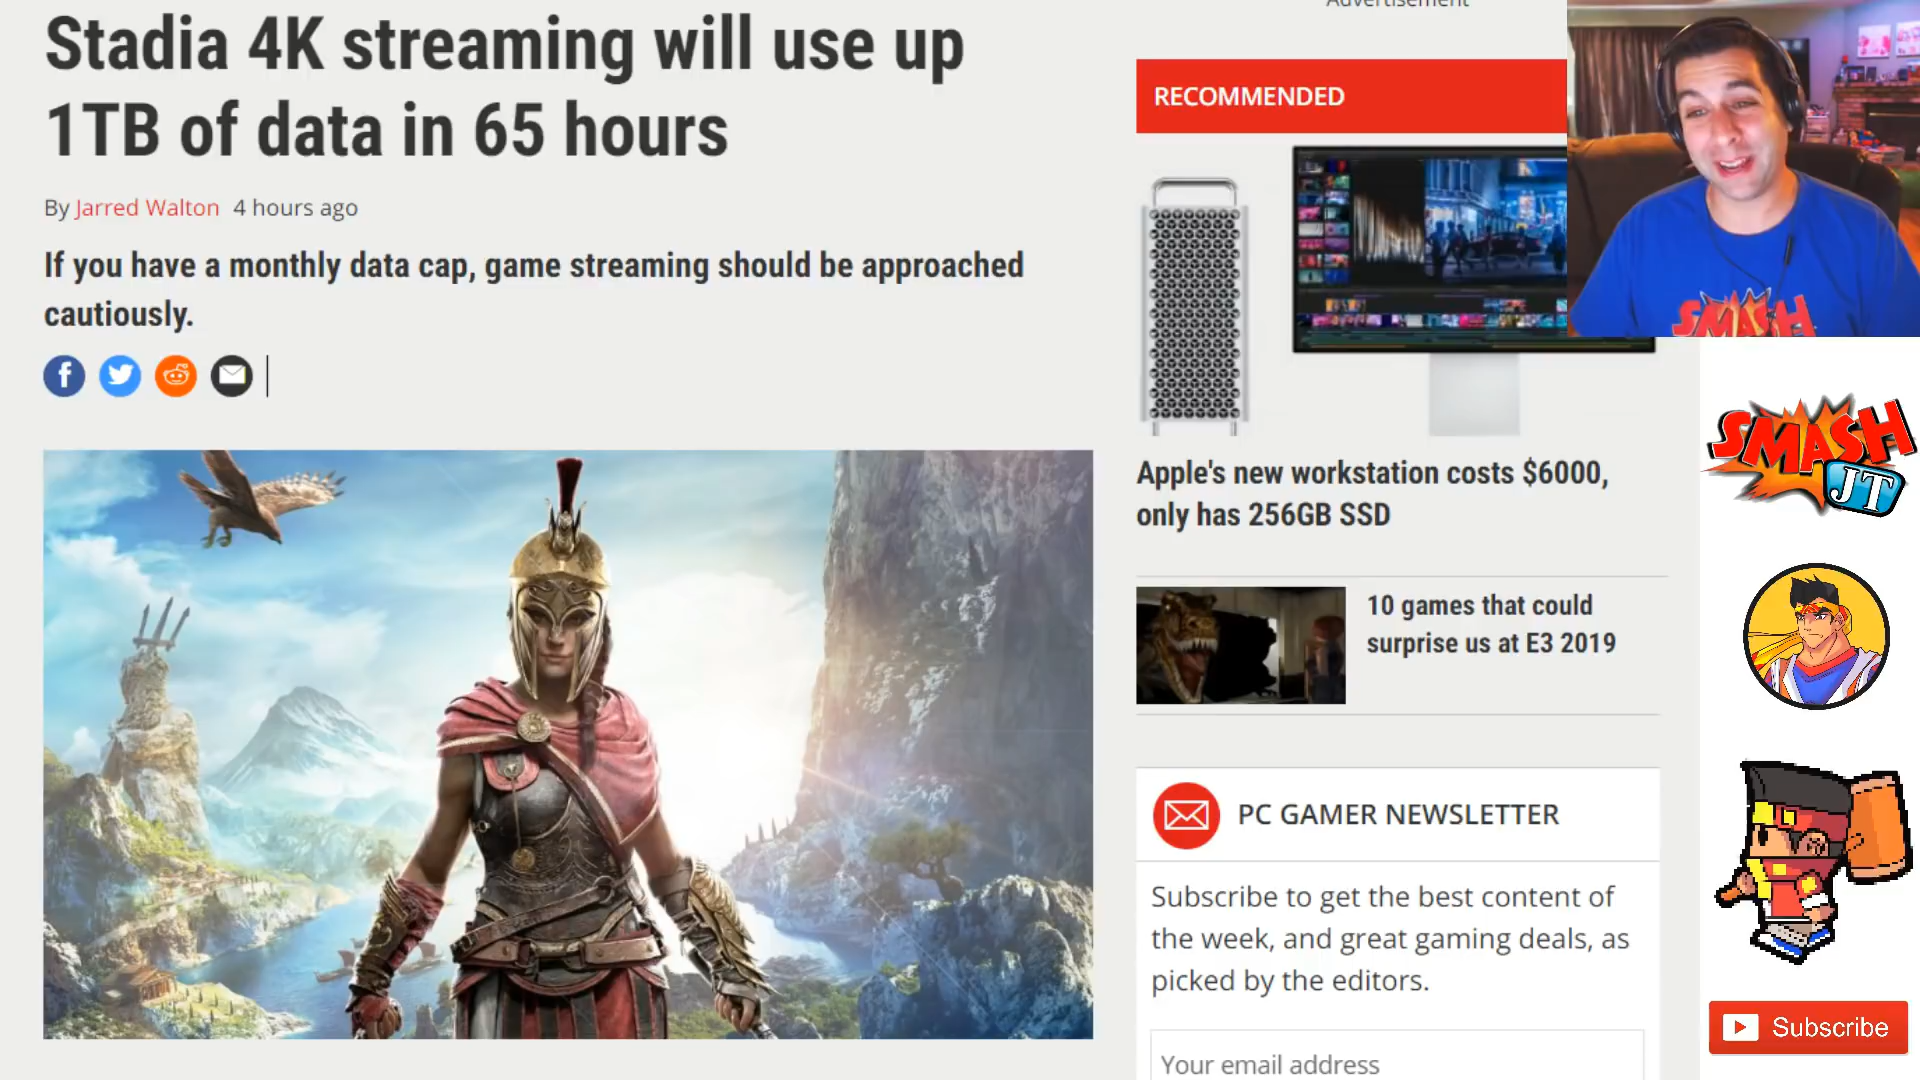 Advertisement
Stadia 4K streaming will use up
1TB of data in 65 hours
By Jarred Walton 4 hours ago
If you have a monthly data cap, game streaming should be approached
cautiously.
RECOMMENDED
Apple's new workstation costs $6000,
only has 256GB SSD
10 games that could
surprise us at E3 2019
PC GAMER NEWSLETTER
Subscribe to get the best content of
the week, and great gaming deals, as
picked by the editors.
Your email address
SMASH
SMASH
JT
Subscribe